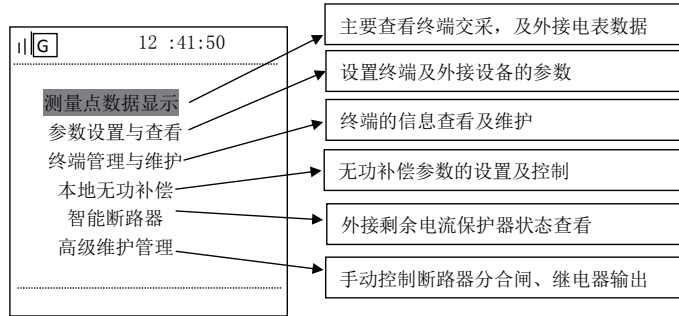 G 12 :41:50
测量点数据显示
参数设置与查看
终端管理与维护
本地无功补偿
智能断路器
高级维护管理
主要查看终端交采，及外接电表数据
设置终端及外接设备的参数
终端的信息查看及维护
无功补偿参数的设置及控制
外接剩余电流保护器状态查看
手动控制断路器分合闸、继电器输出